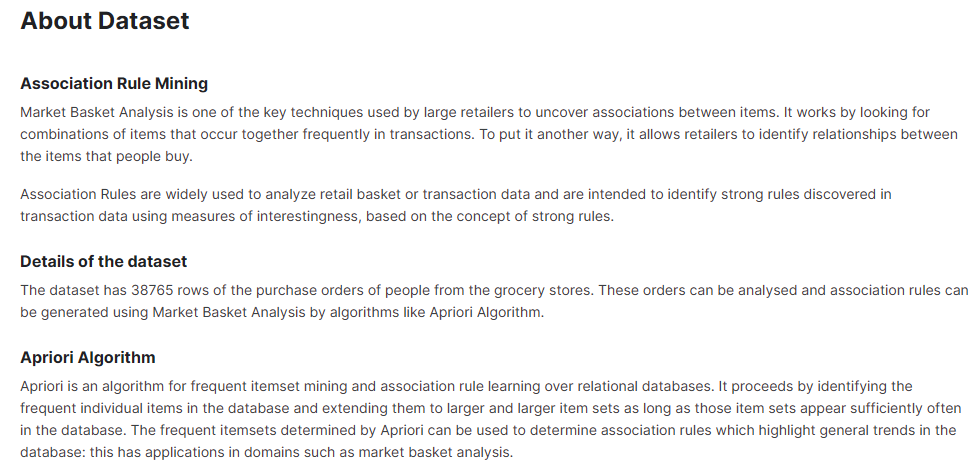 About Dataset
Association Rule Mining
Market Basket Analysis is one of the key techniques used by large retailers to uncover associations between items. It works by looking for
combinations of items that occur together frequently in transactions. To put it another way, it allows retailers to identify relationships between
the items that people buy.
Association Rules are widely used to analyze retail basket or transaction data and are intended to identify strong rules discovered in
transaction data using measures of interestingness, based on the concept of strong rules.
Details of the dataset
The dataset has 38765 rows of the purchase orders of people from the grocery stores. These orders can be analysed and association rules can
be generated using Market Basket Analysis by algorithms like Apriori Algorithm.
Apriori Algorithm
Apriori is an algorithm for frequent itemset mining and association rule learning over relational databases. It proceeds by identifying the
frequent individual items in the database and extending them to larger and larger item sets as long as those item sets appear sufficiently often
in the database. The frequent itemsets determined by Apriori can be used to determine association rules which highlight general trends in the
database: this has applications in domains such as market basket analysis.